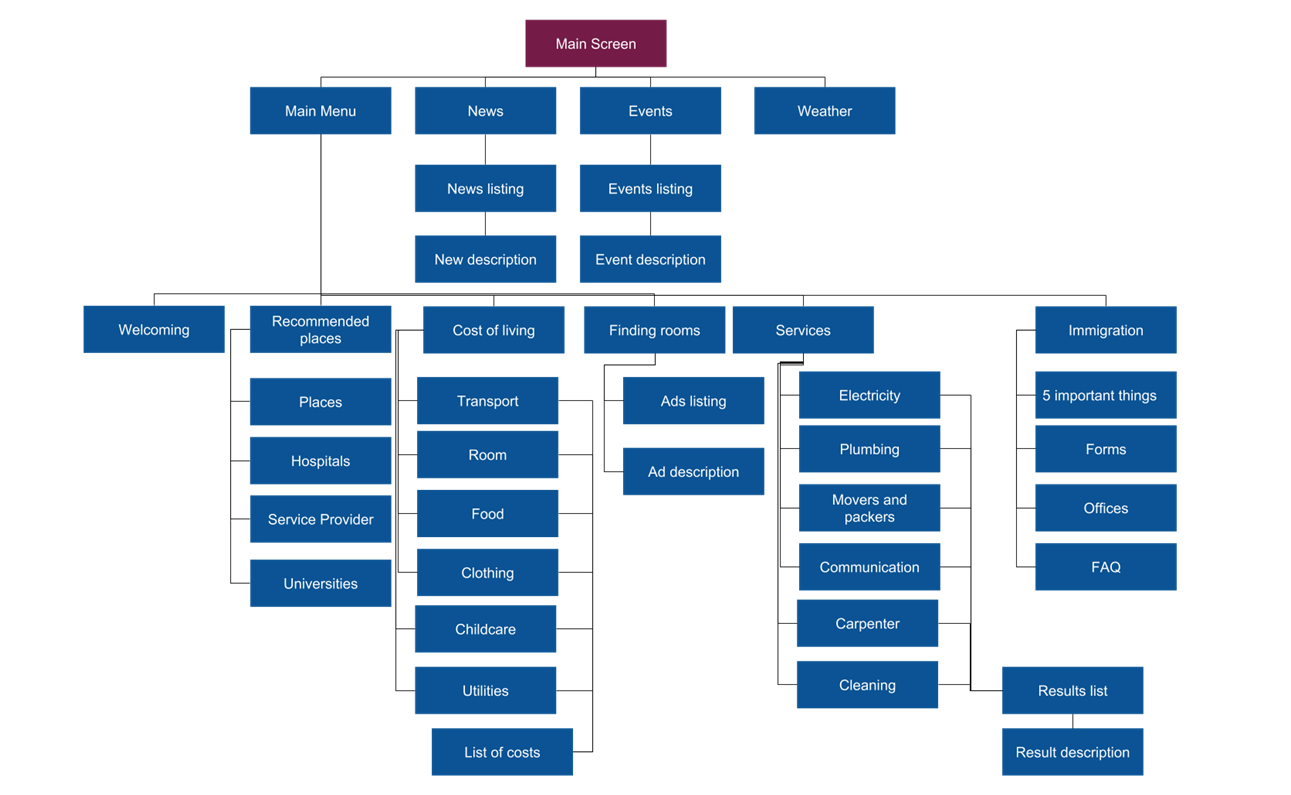 Main Screen
Main Menu
News
Events
Weather
News listing
Events listing
New description
Event description
Welcoming
Recommended
places
Cost of living
Finding rooms
Services
Immigration
Places
Hospitals
Service Provider
Universities
Transport
Room
Food
Clothing
Childcare
Utilities
List of costs
Ads listing
Ad description
Electricity
Plumbing
Movers and
packers
Communication
Carpenter
Cleaning
Results list
Result description
5 important things
Forms
Offices
FAQ